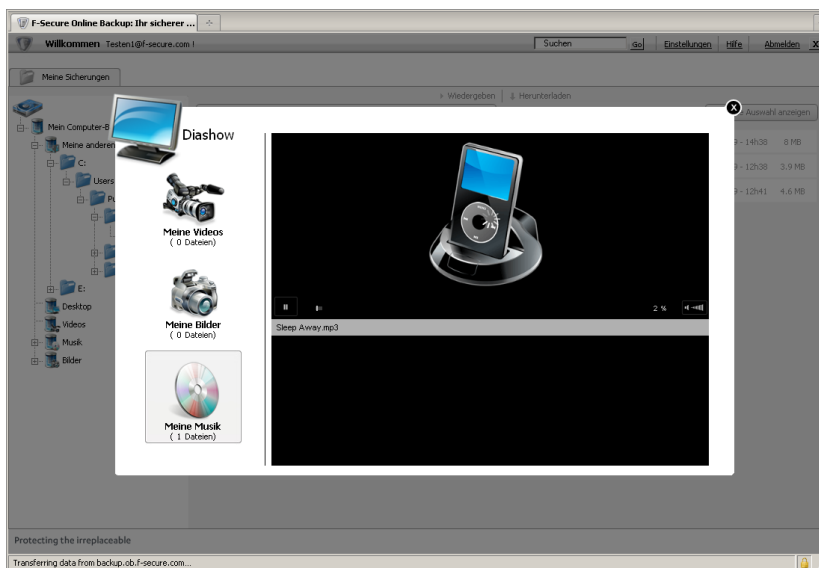 F-Secure Online Backup: Ihr sicherer ...
Willkommen Testen1@f-secure.com !
Suchen
Go
Einstellungen
Hilfe
Abmelden
X
Meine Sicherungen
Wiedergeben
Herunterladen
Auswahl anzeigen
Mein Computer-B
Meine anderen
C:
Users
E:
Desktop
Videos
Musik
Bilder
- 14h38 8 MB
- 12h38 3.9 MB
- 12h41 4.6 MB
X
Diashow
Meine Videos
( 0 Dateien)
Meine Bilder
( 0 Dateien)
Meine Musik
( 1 Dateien)
MENU
2 %
Sleep Away.mp3
Protecting the irreplaceable
Transferring data from backup.ob.f-secure.com...